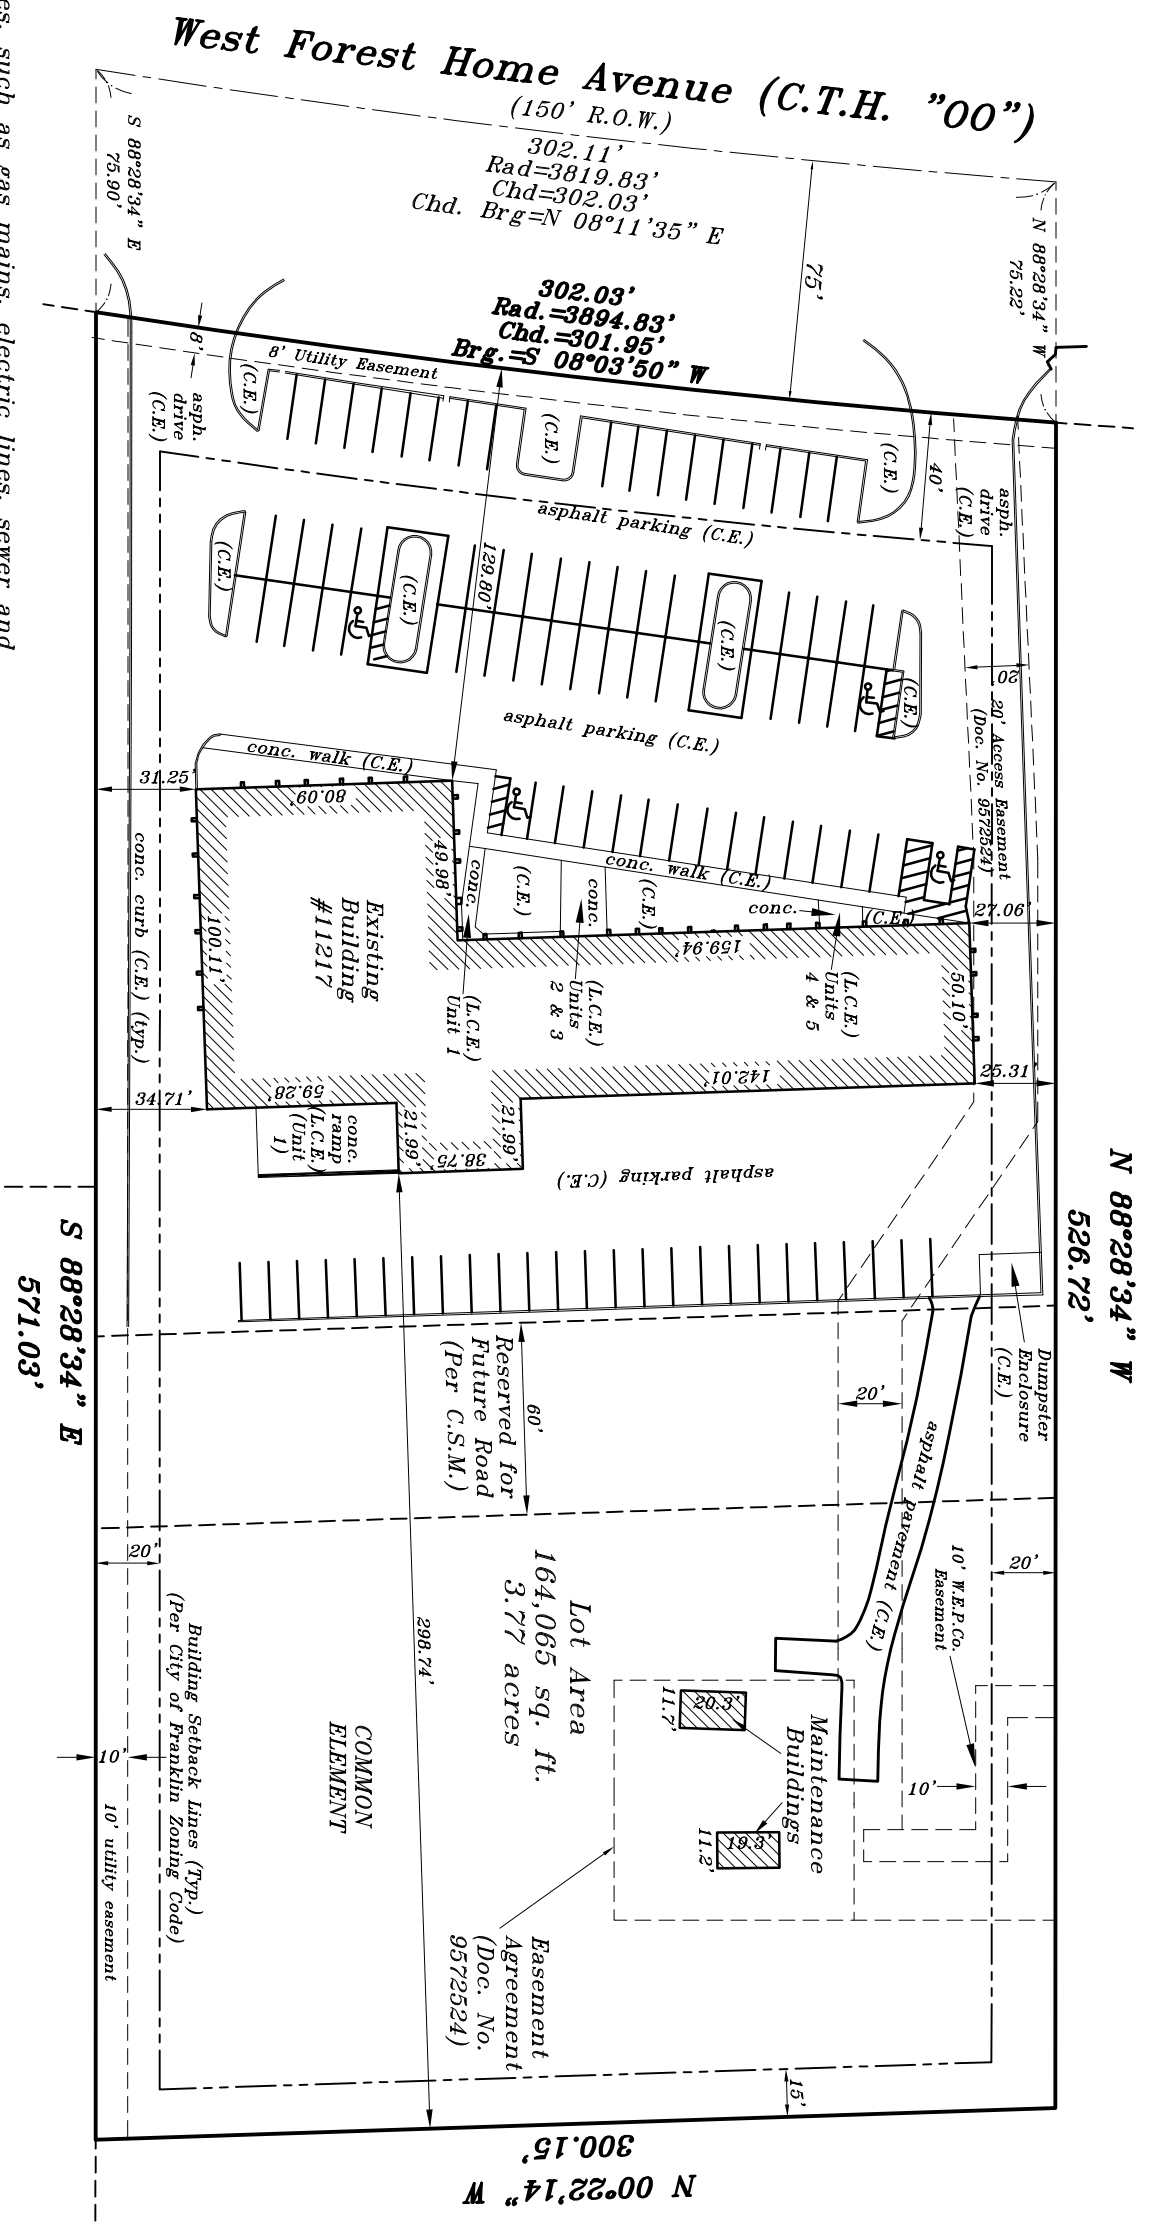 West Forest Home Avenue (C.T.H. "OO")
(150' R.O.W.)
302.11'
Rad=3819.83'
Chd=302.03'
Chd. Brg=N 08°11'35" E
S 88°28'34" E
75.90'
N 88°28'34" W
75.22'
75'
302.03'
Rad.=3894.83'
Chd.=301.95'
Brg.=S 08°03'50" W
8'
8' Utility Easement
(C.E.)
asph.
drive
(C.E.)
(C.E.)
(C.E.)
40'
asph.
drive
(C.E.)
asphalt parking (C.E.)
129.80'
(C.E.)
(C.E.)
(C.E.)
(C.E.)
20'
20' Access Easement
(Doc. No. 9572524)
asphalt parking (C.E.)
conc. walk (C.E.)
31.25'
80.09'
49.98'
conc. walk (C.E.)
conc.
(C.E.)
conc.
(C.E.)
conc.
(C.E.)
27.06'
159.94'
50.10'
conc. curb (C.E.) (typ.)
100.11'
Existing
Building
#11217
(L.C.E.)
Unit 1
(L.C.E.)
Units
2 & 3
(L.C.E.)
Units
4 & 5
25.31'
34.71'
59.28'
142.01'
21.99'
21.99'
38.75'
conc.
ramp
(L.C.E.)
(Unit
1)
asphalt parking (C.E.)
N 88°28'34" W
526.72'
S 88°28'34" E
571.03'
Dumpster
Enclosure
(C.E.)
Reserved for
Future Road
(Per C.S.M.)
60'
20'
asphalt pavement (C.E.)
10' W.E.P.Co.
Easement
20'
20'
Lot Area
164,065 sq. ft.
3.77 acres
298.74'
Building Setback Lines (Typ.)
(Per City of Franklin Zoning Code)
20.3'
11.7'
Maintenance
Buildings
19.3'
11.2'
10'
COMMON
ELEMENT
10'
10' utility easement
Easement
Agreement
(Doc. No.
9572524)
15'
300.15'
N 00°22'14" W
such as gas mains, electric lines, sewer and